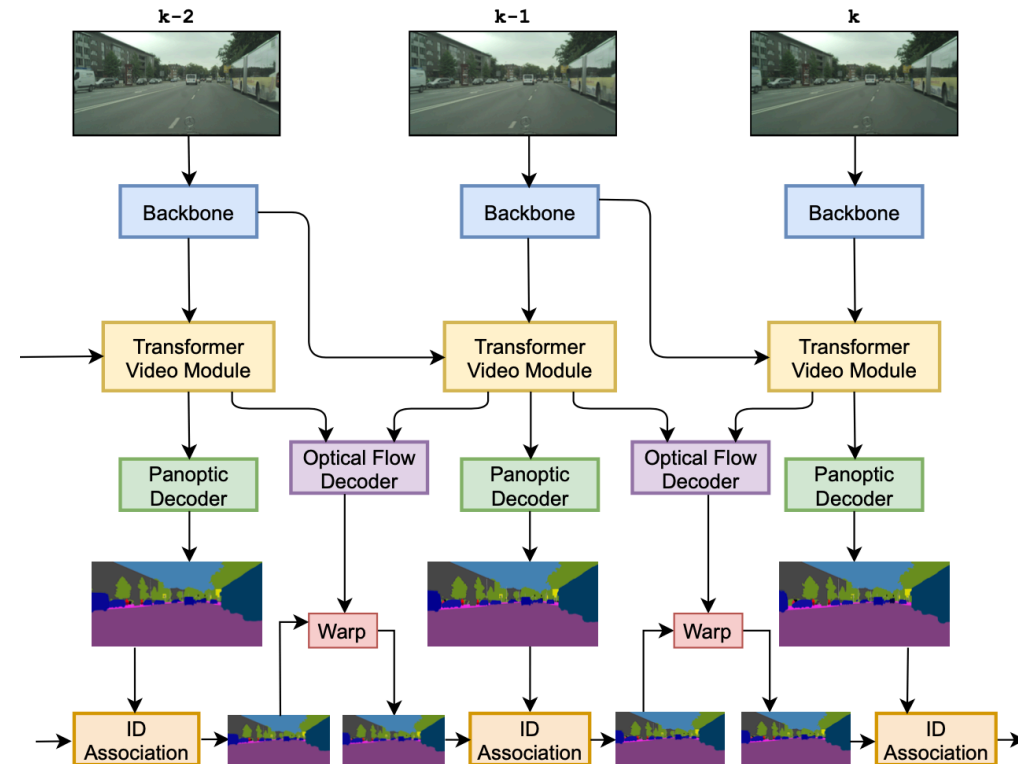 k-2
k-1
k
Backbone
Backbone
Backbone
Transformer
Video Module
Transformer
Video Module
Transformer
Video Module
Optical Flow
Decoder
Optical Flow
Decoder
Panoptic
Decoder
Panoptic
Decoder
Panoptic
Decoder
Warp
Warp
ID
Association
ID
Association
ID
Association